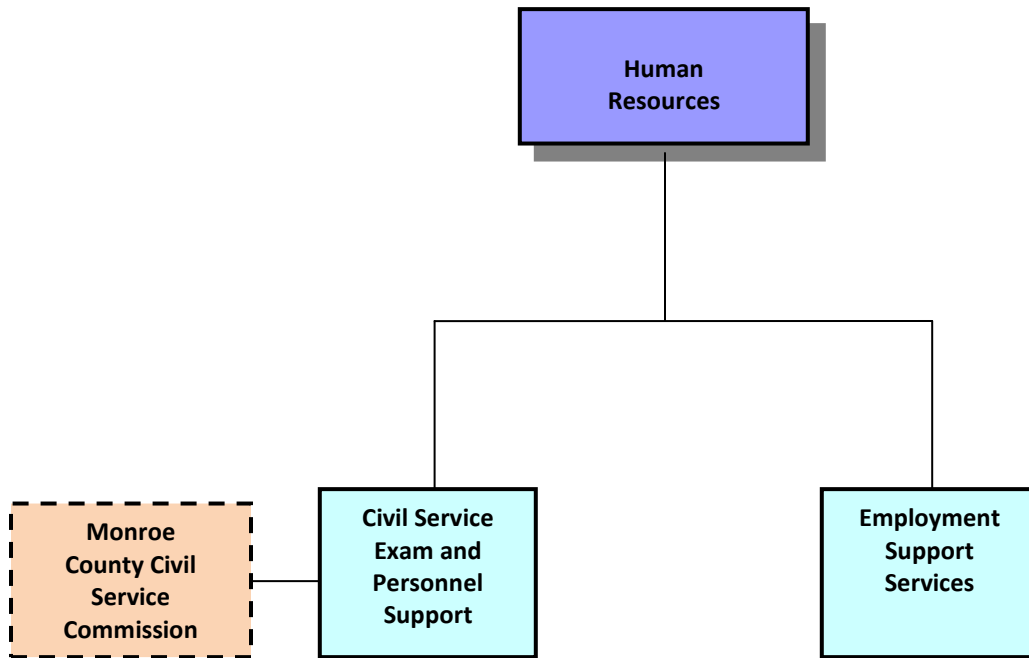 Human
Resources
Monroe
County Civil
Service
Commission
Civil Service
Exam and
Personnel
Support
Employment
Support
Services